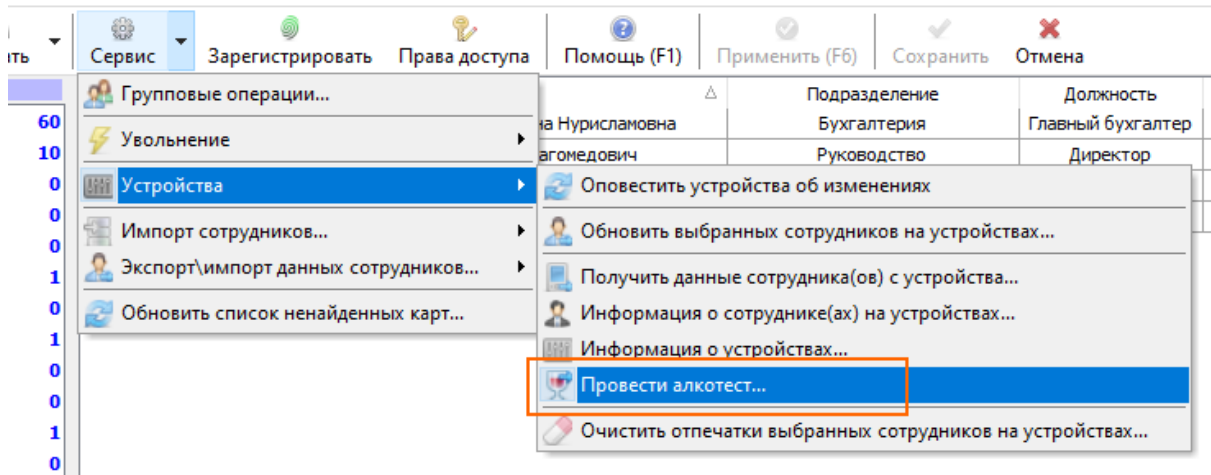 ть Сервис Зарегистрировать Права доступа Помощь (F1) Применить (F6) Сохранить Отмена
Подразделение Должность
60 на Нурисламовна Бухгалтерия Главный бухгалтер
10 агомедович Руководство Директор
0
0
0
1
0
1
0
0
1
0
Групповые операции...
Увольнение
Устройства
Импорт сотрудников...
Экспорт\импорт данных сотрудников...
Обновить список ненайденных карт...
Оповестить устройства об изменениях
Обновить выбранных сотрудников на устройствах...
Получить данные сотрудника(ов) с устройства...
Информация о сотруднике(ах) на устройствах...
Информация о устройствах...
Провести алкотест...
Очистить отпечатки выбранных сотрудников на устройствах...